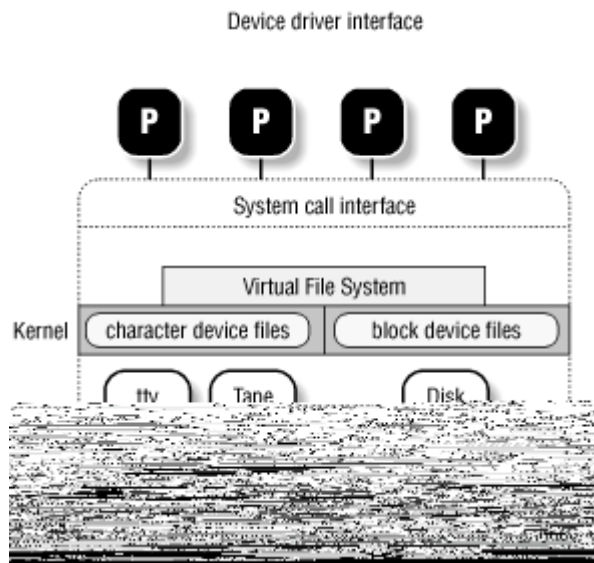 Device driver interface
P P P P
System call interface
Virtual File System
Kernel character device files block device files
tty Tape Disk